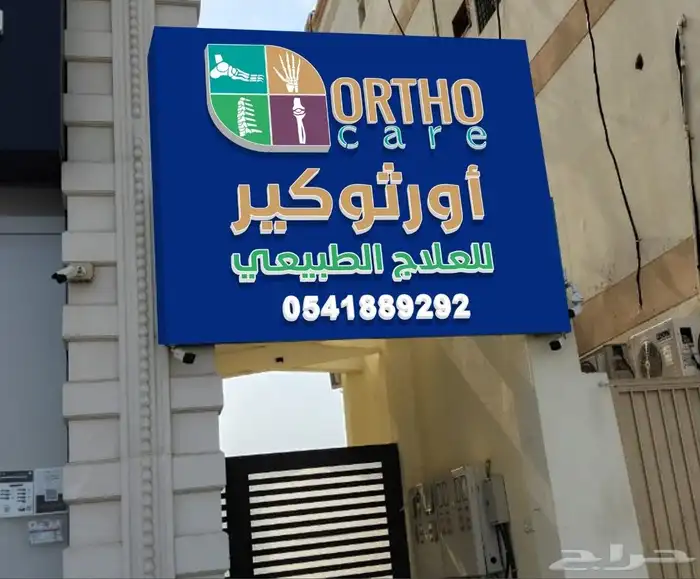 ORTHO
care
أورثوكير
للعلاج الطبيعي
0541889292
حراج